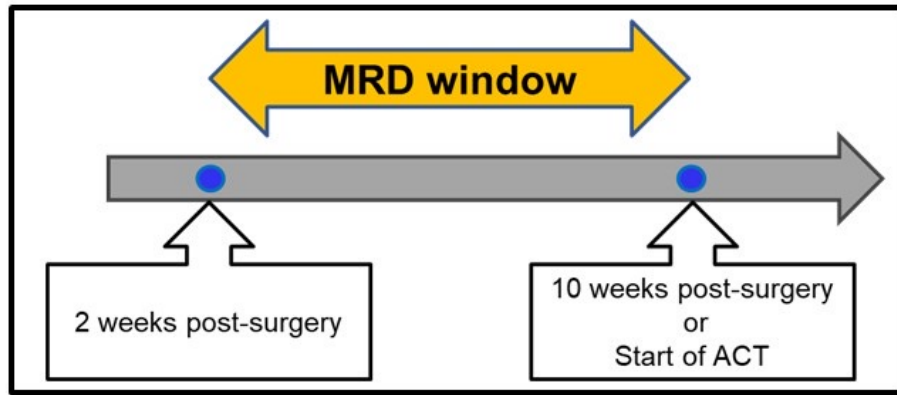 MRD window
2 weeks post-surgery
10 weeks post-surgery
or
Start of ACT